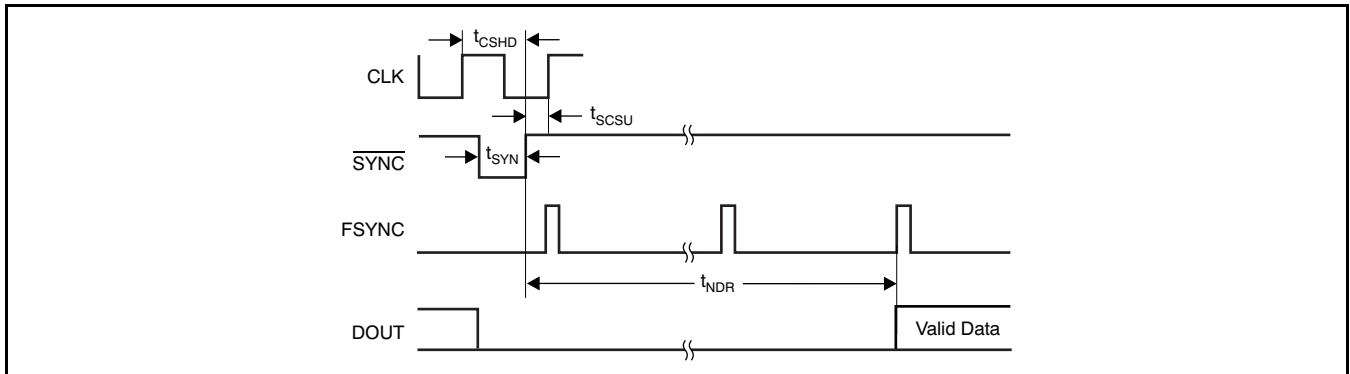 tCSHD
CLK
tSCSU
SYNC
tSYN
FSYNC
tNDR
DOUT
Valid Data